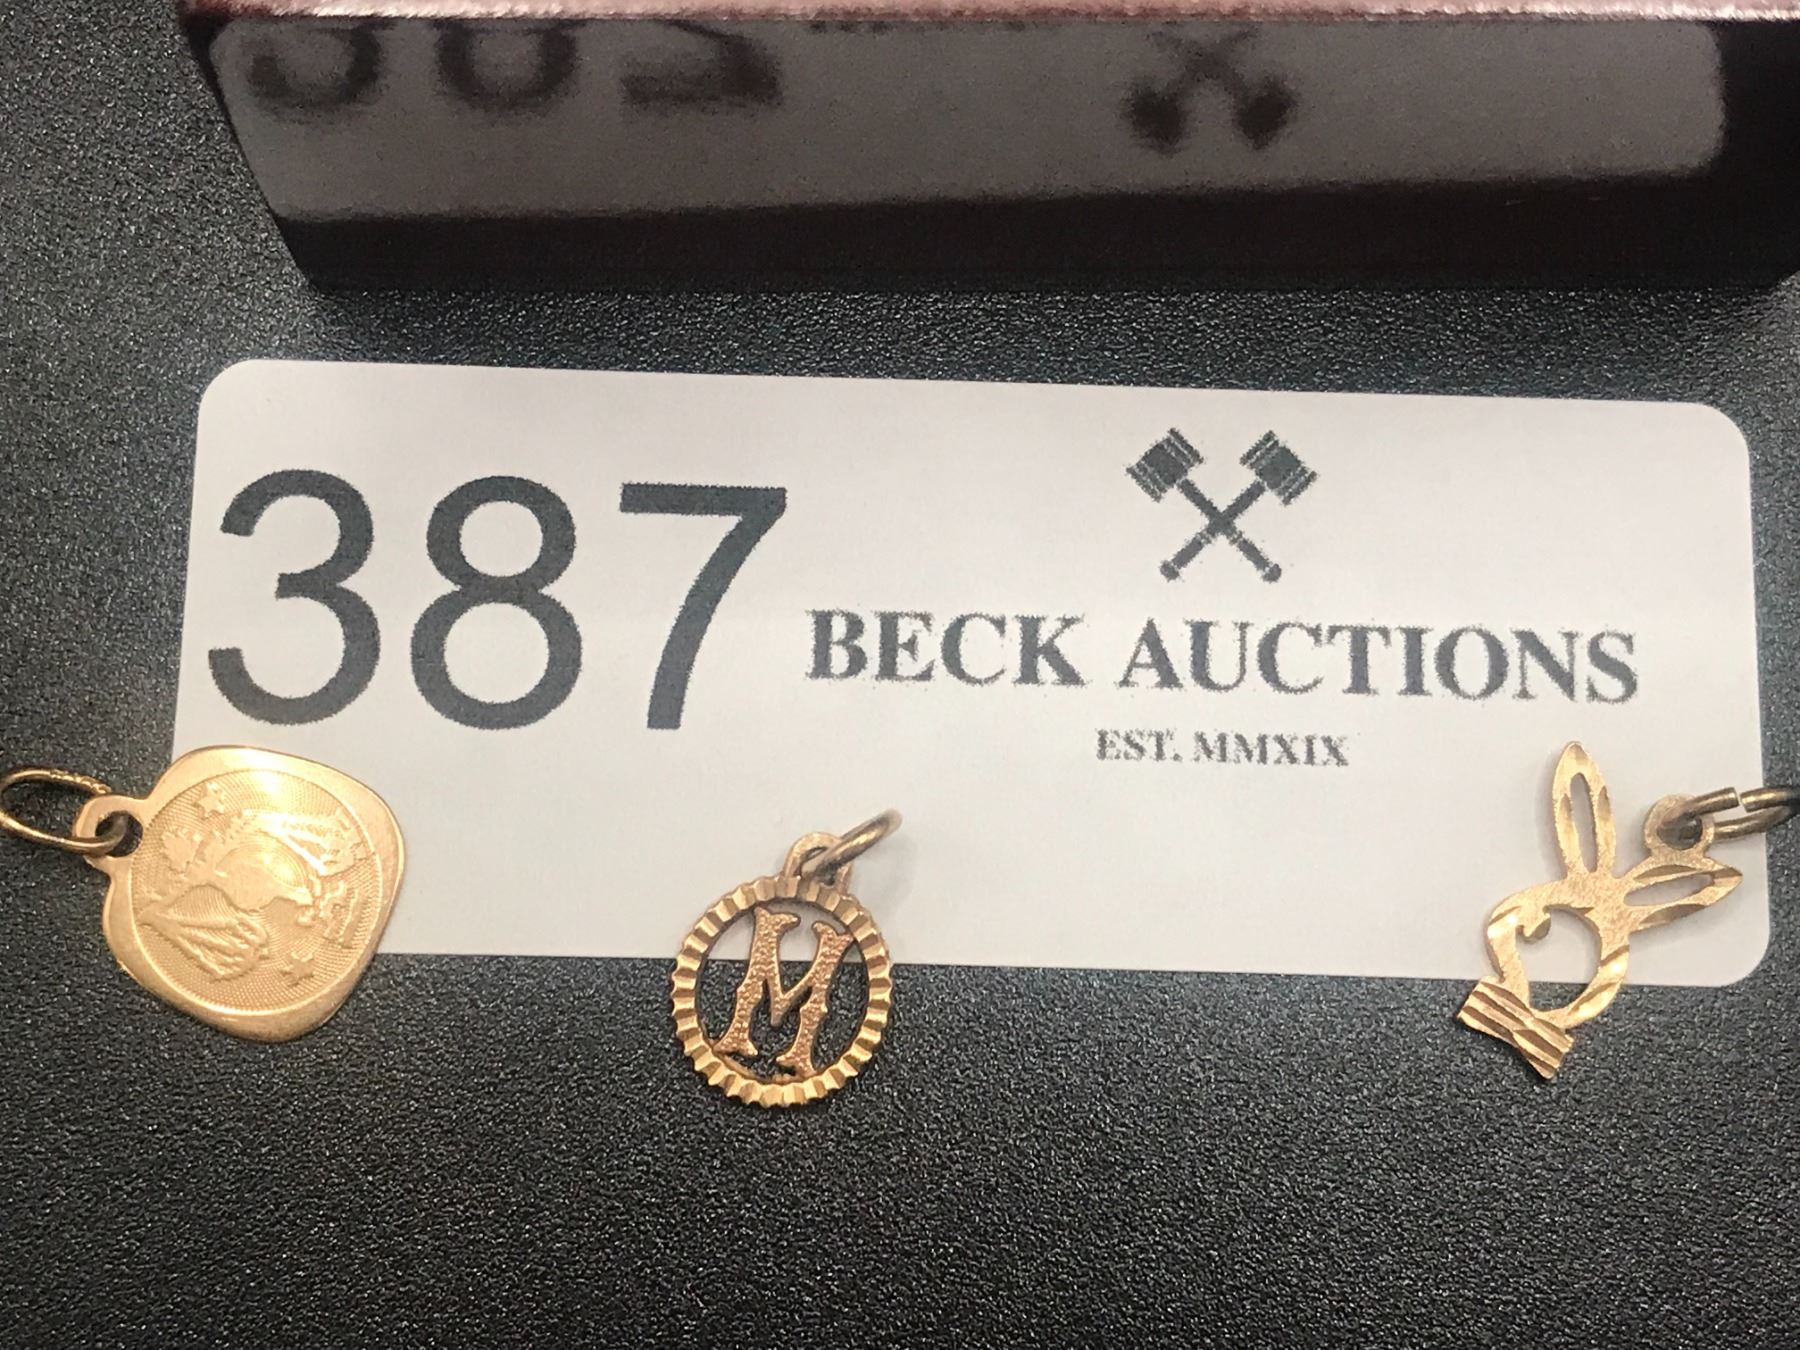 387
BECK AUCTIONS
EST. MMXIX
M